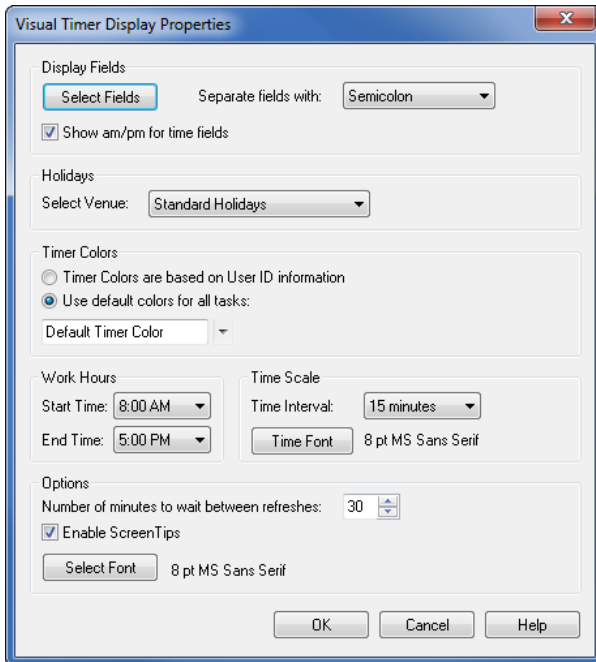 Visual Timer Display Properties
Display Fields
Select Fields Separate fields with: Semicolon
Show am/pm for time fields
Holidays
Select Venue: Standard Holidays
Timer Colors
Timer Colors are based on User ID information
Use default colors for all tasks:
Default Timer Color
Work Hours
Start Time: 8:00 AM
End Time: 5:00 PM
Time Scale
Time Interval: 15 minutes
Time Font 8 pt MS Sans Serif
Options
Number of minutes to wait between refreshes: 30
Enable ScreenTips
Select Font 8 pt MS Sans Serif
OK Cancel Help